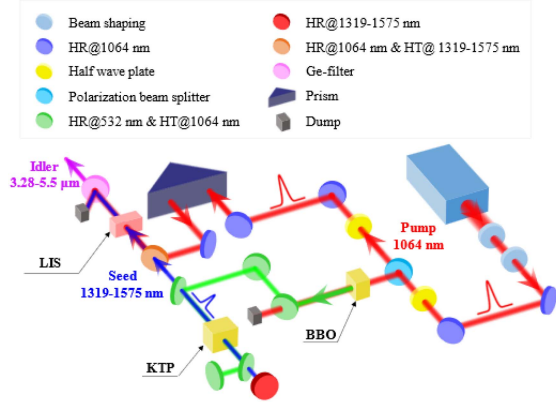 Beam shaping
HR@1319-1575 nm
HR@1064 nm
HR@1064 nm & HT@ 1319-1575 nm
Half wave plate
Ge-filter
Polarization beam splitter
Prism
HR@532 nm & HT@1064 nm
Dump
Idler
3.28-5.5 μm
LIS
Seed
1319-1575 nm
Pump
1064 nm
BBO
KTP